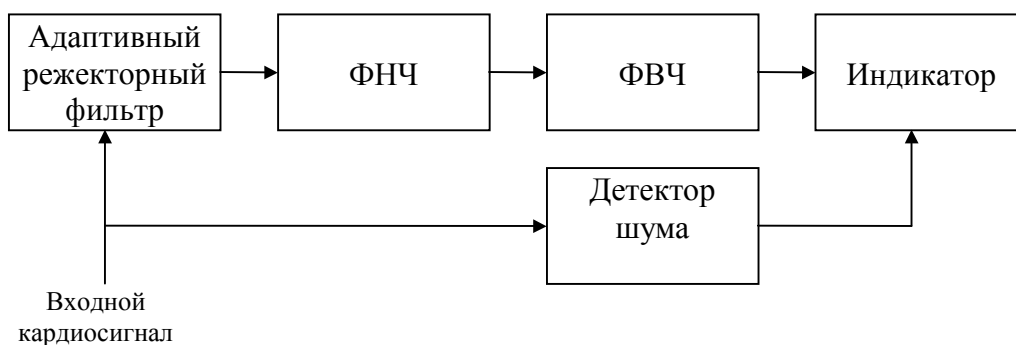 Адаптивный
режекторный
фильтр
ФНЧ
ФВЧ
Индикатор
Детектор
шума
Входной
кардиосигнал